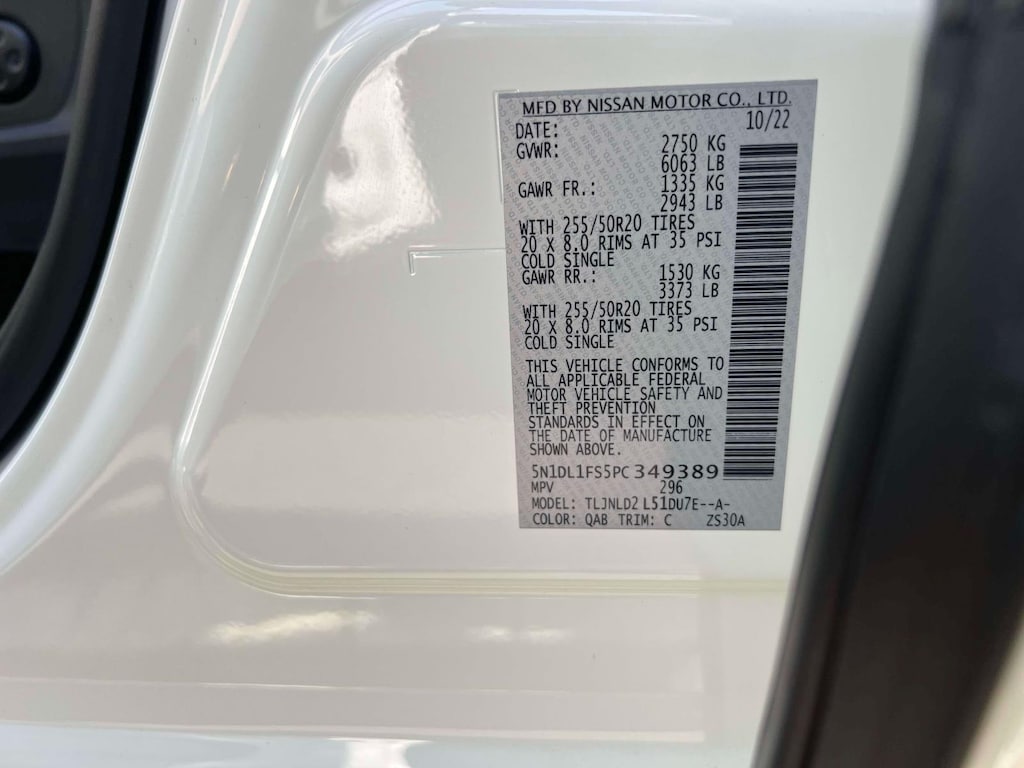 MFD BY NISSAN MOTOR CO., LTD.
DATE: 10/22
GVWR: 2750 KG
6063 LB
GAWR FR.: 1335 KG
2943 LB
WITH 255/50R20 TIRES
20 X 8.0 RIMS AT 35 PSI
COLD SINGLE
GAWR RR.: 1530 KG
3373 LB
WITH 255/50R20 TIRES
20 X 8.0 RIMS AT 35 PSI
COLD SINGLE
THIS VEHICLE CONFORMS TO
ALL APPLICABLE FEDERAL
MOTOR VEHICLE SAFETY AND
THEFT PREVENTION
STANDARDS IN EFFECT ON
THE DATE OF MANUFACTURE
SHOWN ABOVE.
5N1DL1FS5PC349389
MPV 296
MODEL: TLJNLD2 L51DU7E--A-
COLOR: QAB TRIM: C ZS30A